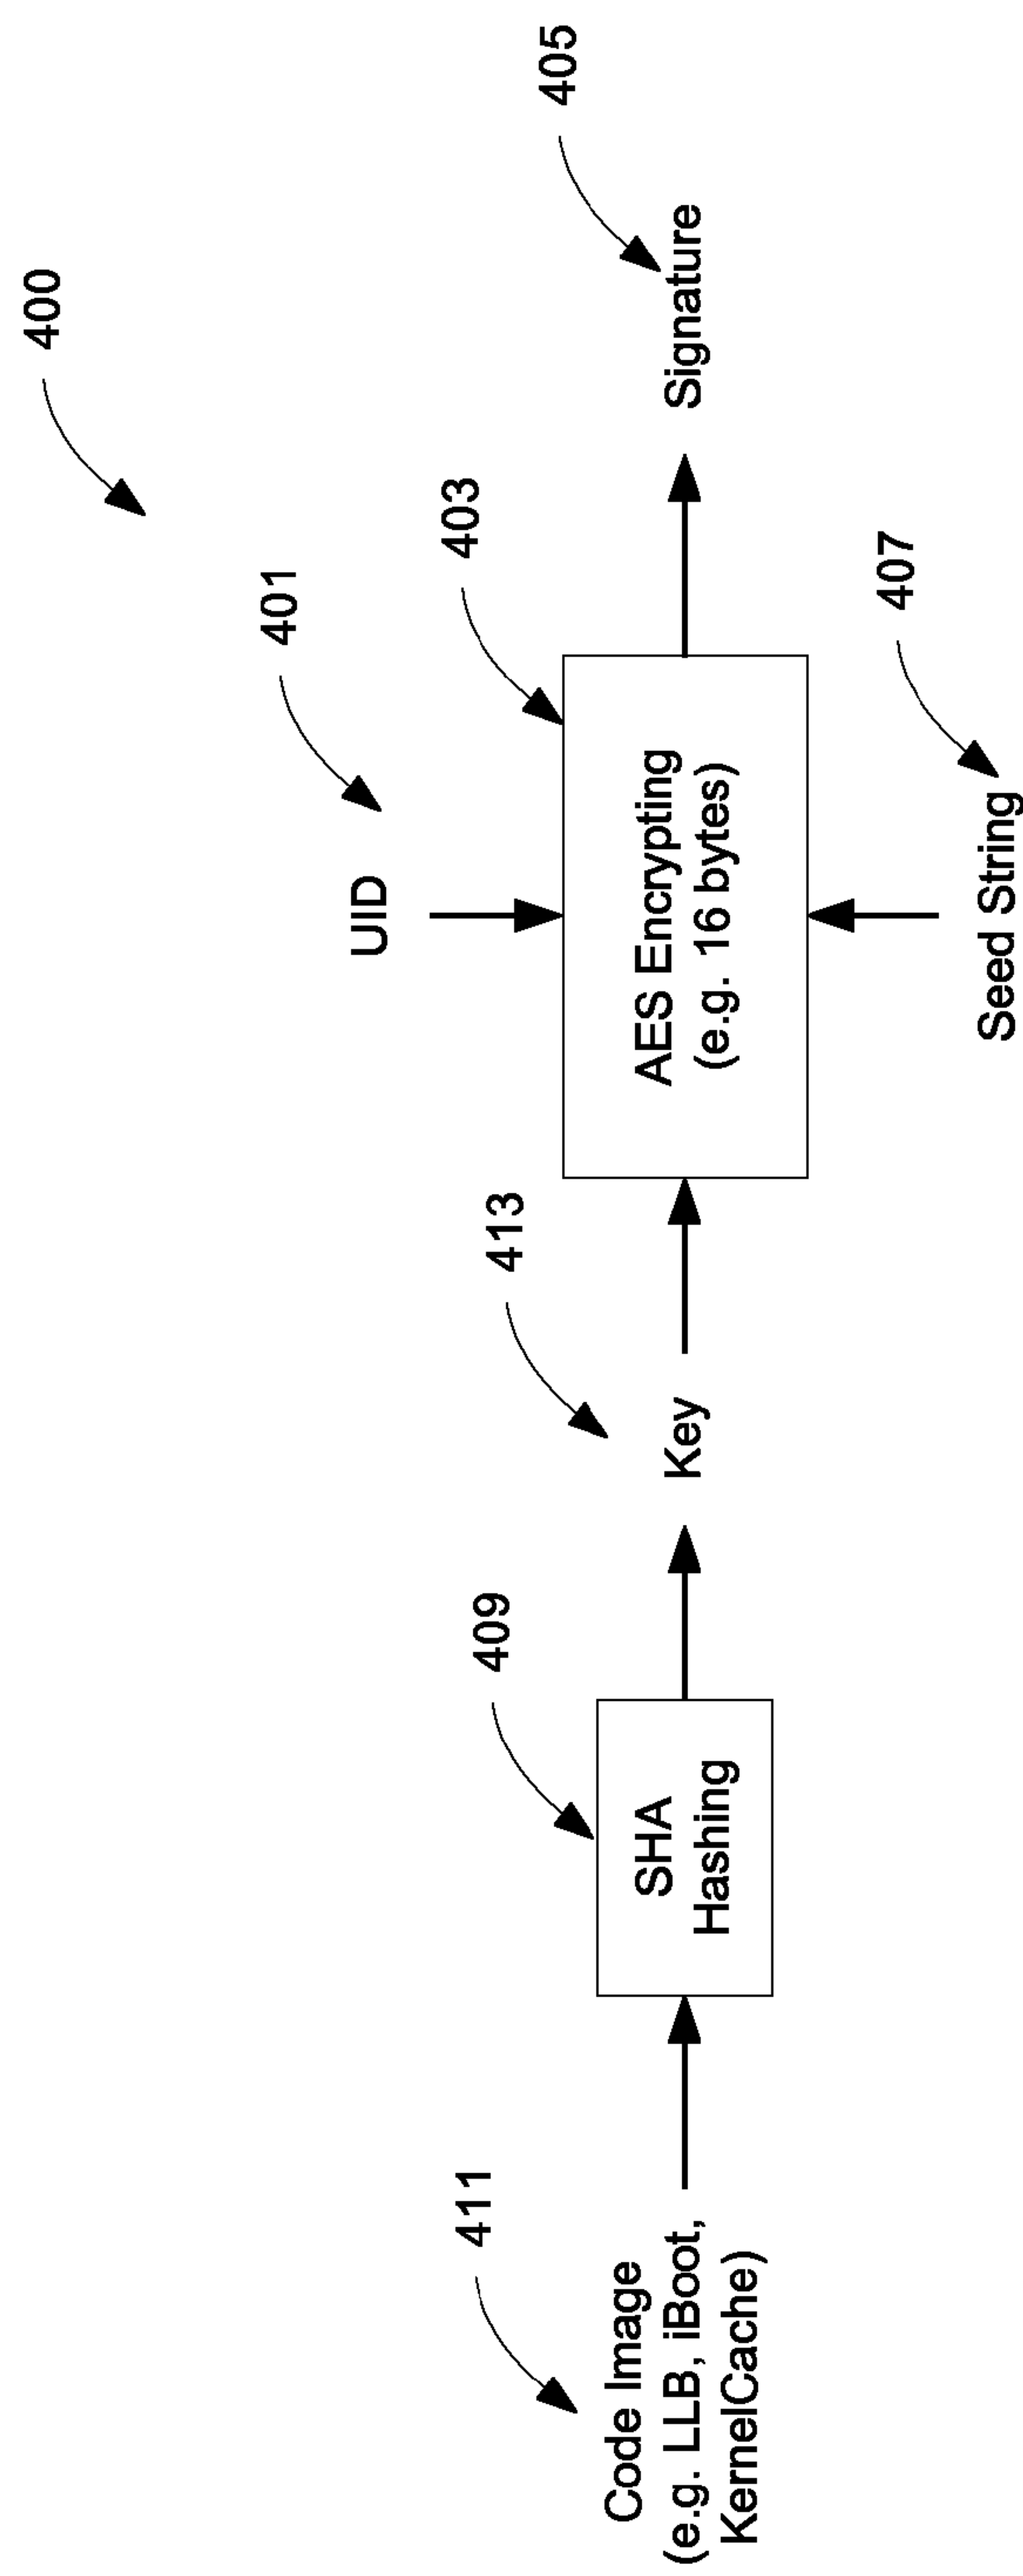 400
411
Code Image
(e.g. LLB, iBoot,
KernelCache)
409
SHA
Hashing
413
Key
401
UID
403
AES Encrypting
(e.g. 16 bytes)
407
Seed String
405
Signature